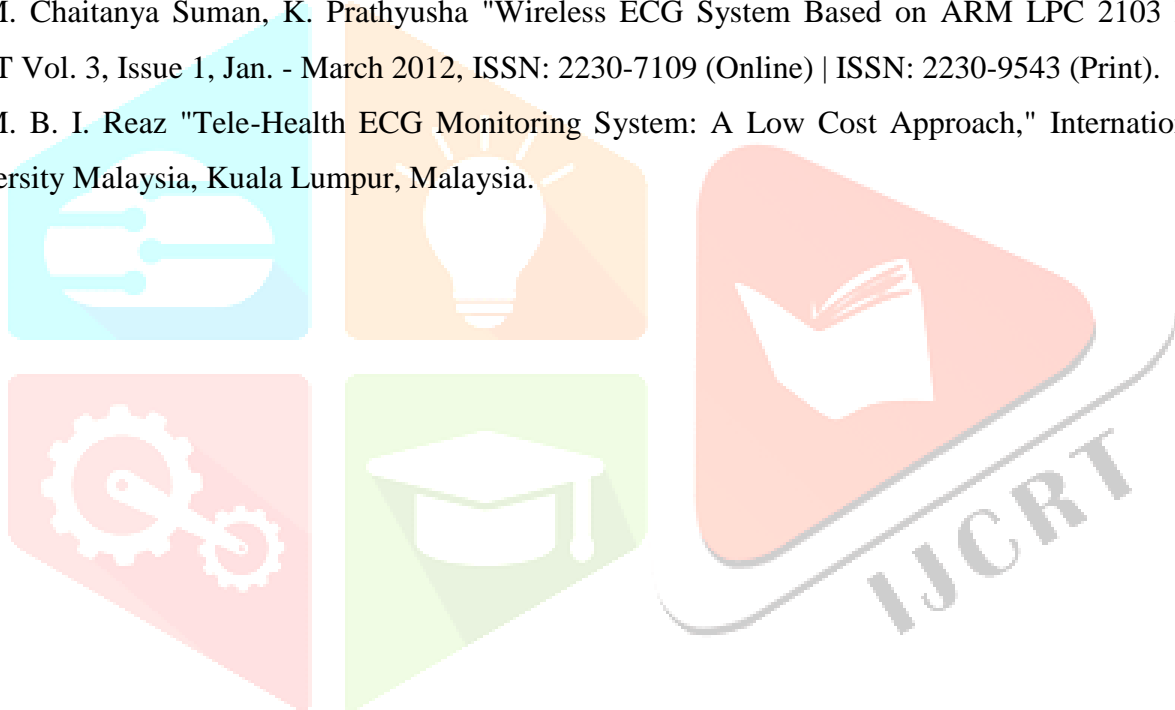 M. Chaitanya Suman, K. Prathyusha "Wireless ECG System Based on ARM LPC 2103
T Vol. 3, Issue 1, Jan. - March 2012, ISSN: 2230-7109 (Online) | ISSN: 2230-9543 (Print).
M. B. I. Reaz "Tele-Health ECG Monitoring System: A Low Cost Approach," Internatio
ersity Malaysia, Kuala Lumpur, Malaysia.
IJCRT